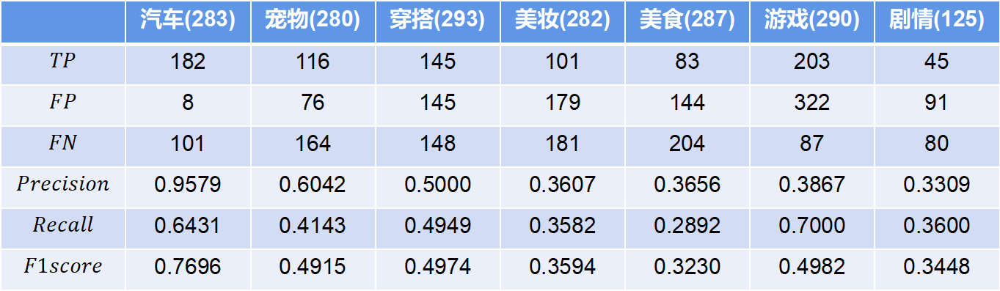 汽车(283) 宠物(280) 穿搭(293) 美妆(282) 美食(287) 游戏(290) 剧情(125)
TP 182 116 145 101 83 203 45
FP 8 76 145 179 144 322 91
FN 101 164 148 181 204 87 80
Precision 0.9579 0.6042 0.5000 0.3607 0.3656 0.3867 0.3309
Recall 0.6431 0.4143 0.4949 0.3582 0.2892 0.7000 0.3600
F1score 0.7696 0.4915 0.4974 0.3594 0.3230 0.4982 0.3448